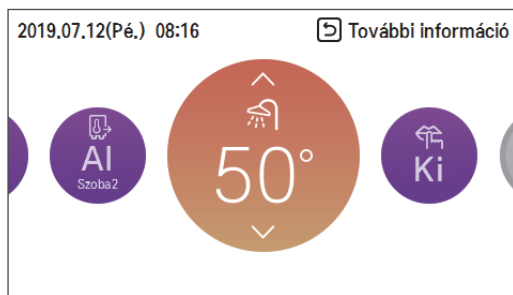 2019.07.12(Pé.) 08:16
További információ
AI
Szoba2
50°
Ki